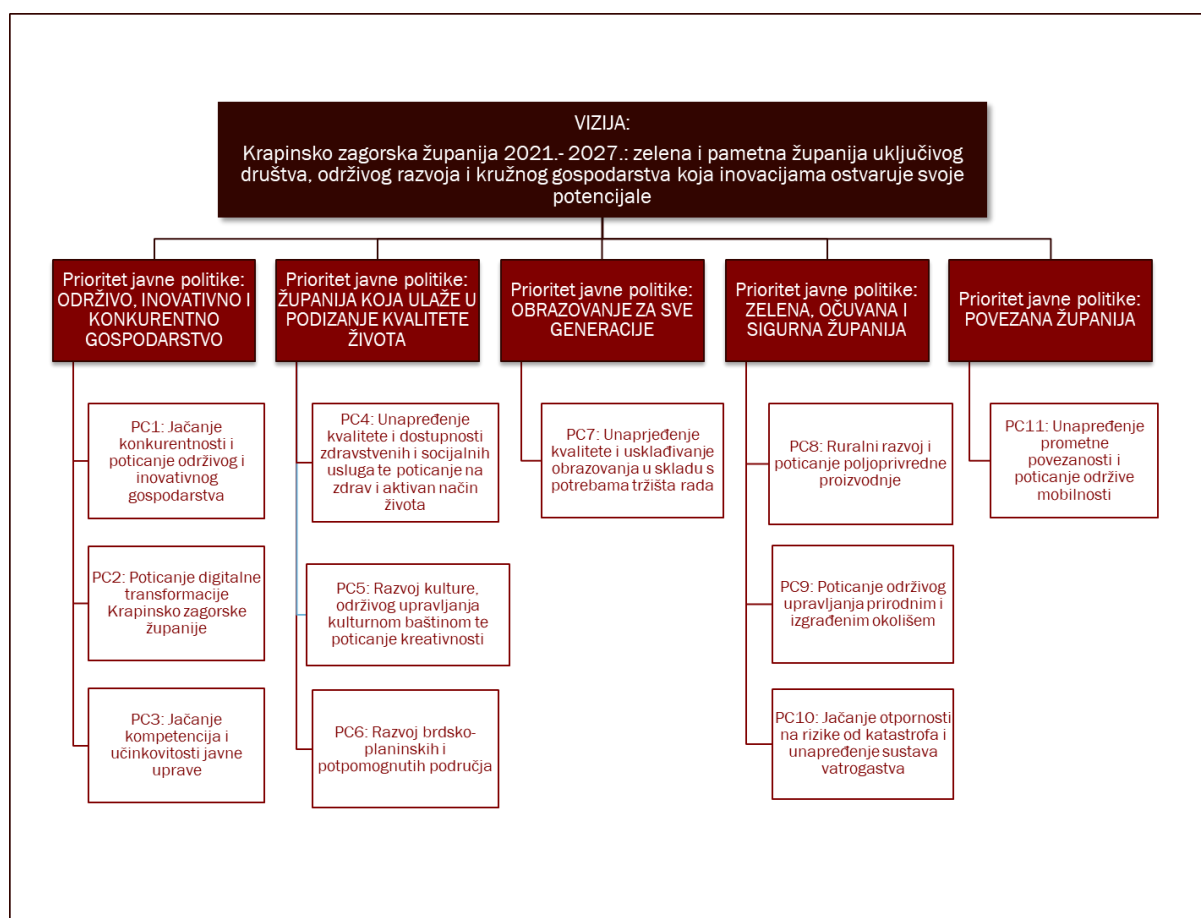 VIZIJA:
Krapinsko zagorska županija 2021.- 2027.: zelena i pametna županija uključivog
društva, održivog razvoja i kružnog gospodarstva koja inovacijama ostvaruje svoje
potencijale
Prioritet javne politike:
ODRŽIVO, INOVATIVNO I
KONKURENTNO
GOSPODARSTVO
PC1: Jačanje
konkurentnosti i
poticanje održivog i
inovativnog
gospodarstva
PC2: Poticanje digitalne
transformacije
Krapinsko zagorske
županije
PC3: Jačanje
kompetencija i
učinkovitosti javne
uprave
Prioritet javne politike:
ŽUPANIJA KOJA ULAŽE U
PODIZANJE KVALITETE
ŽIVOTA
PC4: Unapređenje
kvalitete i dostupnosti
zdravstvenih i socijalnih
usluga te poticanje na
zdrav i aktivan način
života
PC5: Razvoj kulture,
održivog upravljanja
kulturnom baštinom te
poticanje kreativnosti
PC6: Razvoj brdsko-
planinskih i
potpomognutih područja
Prioritet javne politike:
OBRAZOVANJE ZA SVE
GENERACIJE
PC7: Unaprjeđenje
kvalitete i usklađivanje
obrazovanja u skladu s
potrebama tržišta rada
Prioritet javne politike:
ZELENA, OČUVANA I
SIGURNA ŽUPANIJA
PC8: Ruralni razvoj i
poticanje poljoprivredne
proizvodnje
PC9: Poticanje održivog
upravljanja prirodnim i
izgrađenim okolišem
PC10: Jačanje otpornosti
na rizike od katastrofa i
unapređenje sustava
vatrogastva
Prioritet javne politike:
POVEZANA ŽUPANIJA
PC11: Unapređenje
prometne
povezanosti i
poticanje održive
mobilnosti